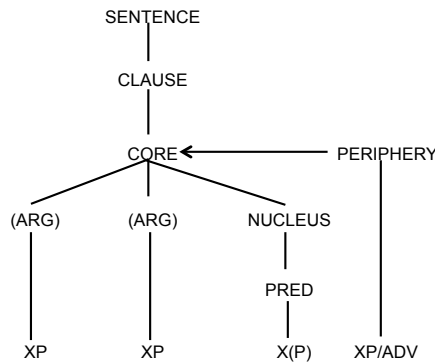 SENTENCE
CLAUSE
CORE PERIPHERY
(ARG) (ARG) NUCLEUS
PRED
XP XP X(P) XP/ADV